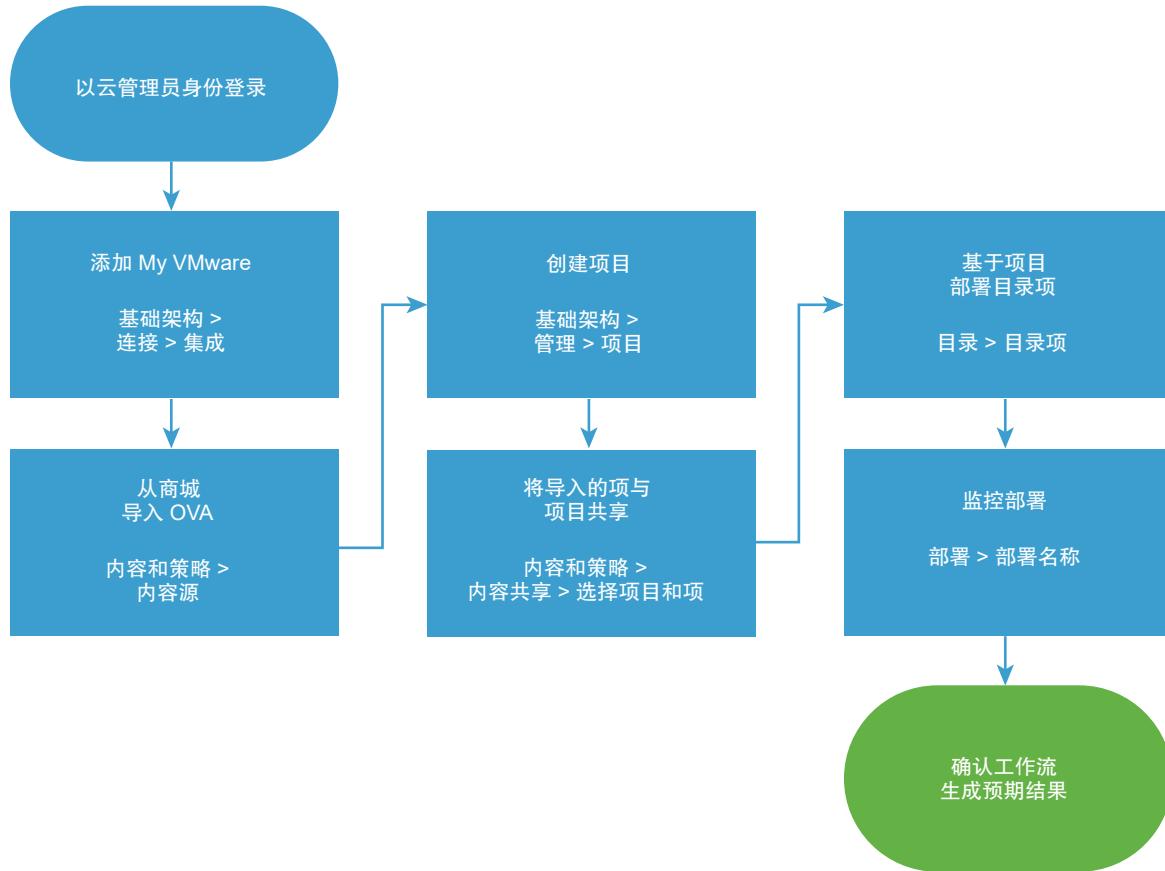 以云管理员身份登录
添加 My VMware
基础架构 >
连接 > 集成
从商城
导入 OVA
内容和策略 >
内容源
创建项目
基础架构 >
管理 > 项目
将导入的项与
项目共享
内容和策略 >
内容共享 > 选择项目和项
基于项目
部署目录项
目录 > 目录项
监控部署
部署 > 部署名称
确认工作流
生成预期结果